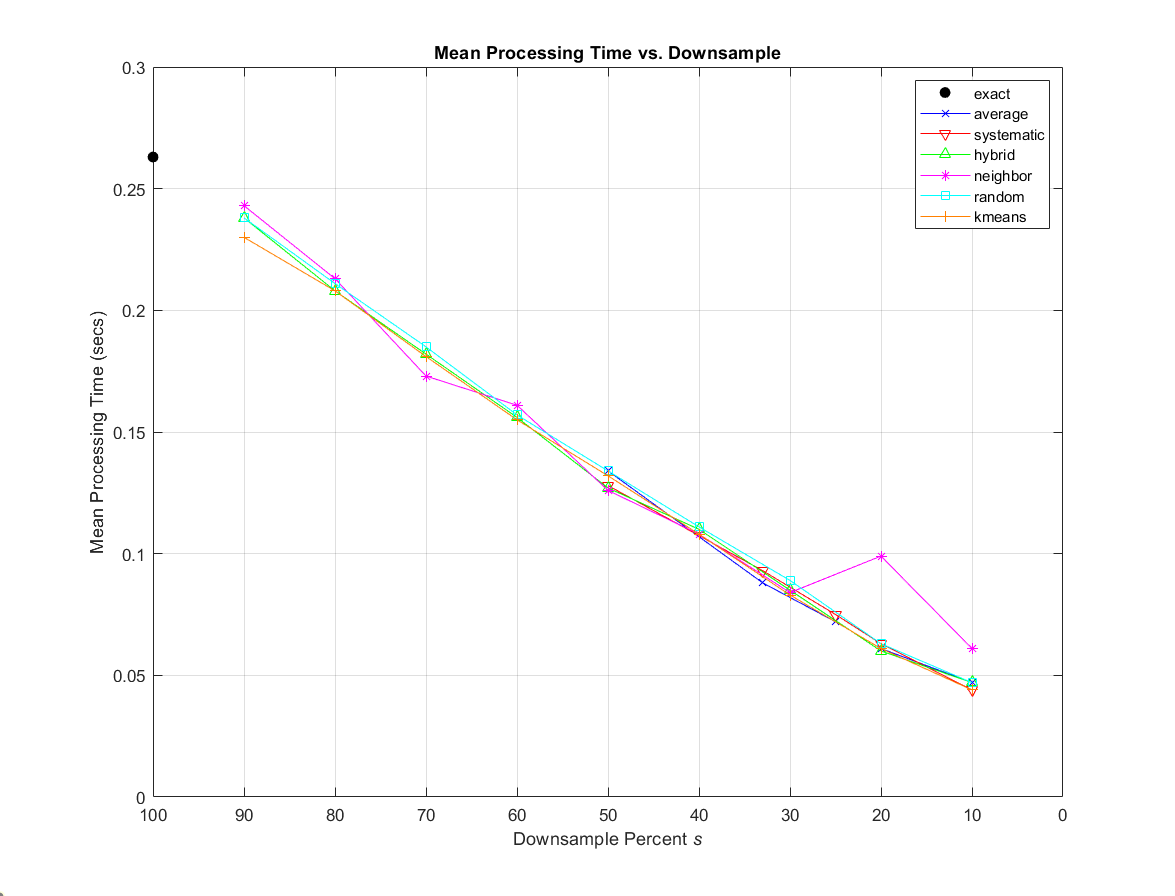 Mean Processing Time vs. Downsample
0.3
0.25
0.2
0.15
0.1
0.05
0
Mean Processing Time (secs)
exact
average
systematic
hybrid
neighbor
random
kmeans
100 90 80 70 60 50 40 30 20 10 0
Downsample Percent s